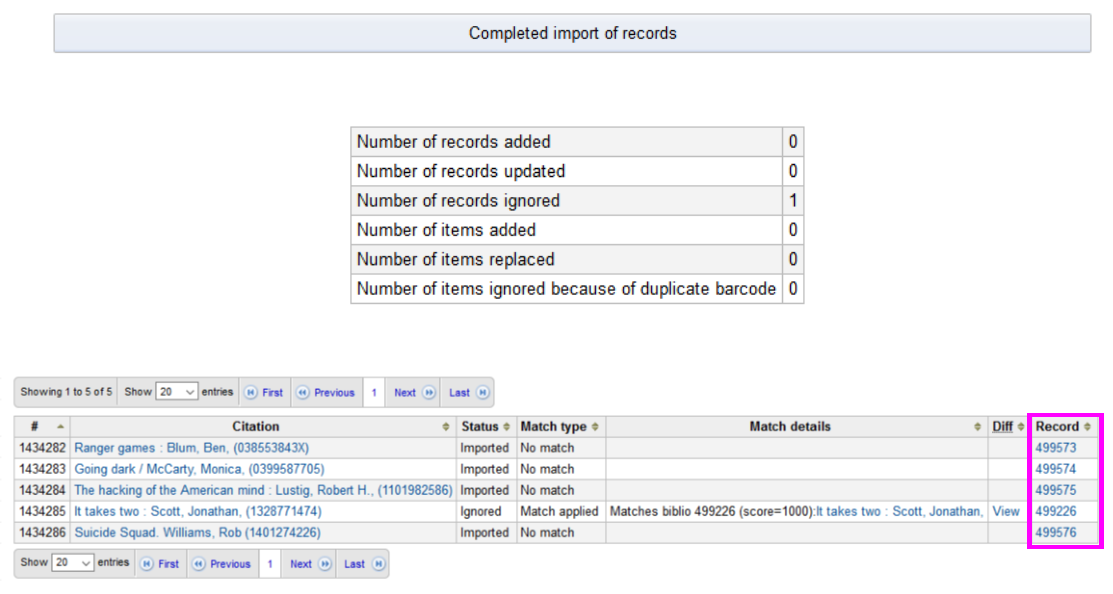 Completed import of records
Number of records added 0
Number of records updated 0
Number of records ignored 1
Number of items added 0
Number of items replaced 0
Number of items ignored because of duplicate barcode 0
Showing 1 to 5 of 5 Show 20 entries First Previous 1 Next Last
# Citation Status Match type Match details Diff Record
1434282 Ranger games : Blum, Ben, (038553843X) Imported No match 499573
1434283 Going dark / McCarty, Monica, (0399587705) Imported No match 499574
1434284 The hacking of the American mind : Lustig, Robert H., (1101982586) Imported No match 499575
1434285 It takes two : Scott, Jonathan, (1328771474) Ignored Match applied Matches biblio 499226 (score=1000):It takes two : Scott, Jonathan, View 499226
1434286 Suicide Squad. Williams, Rob (1401274226) Imported No match 499576
Show 20 entries First Previous 1 Next Last